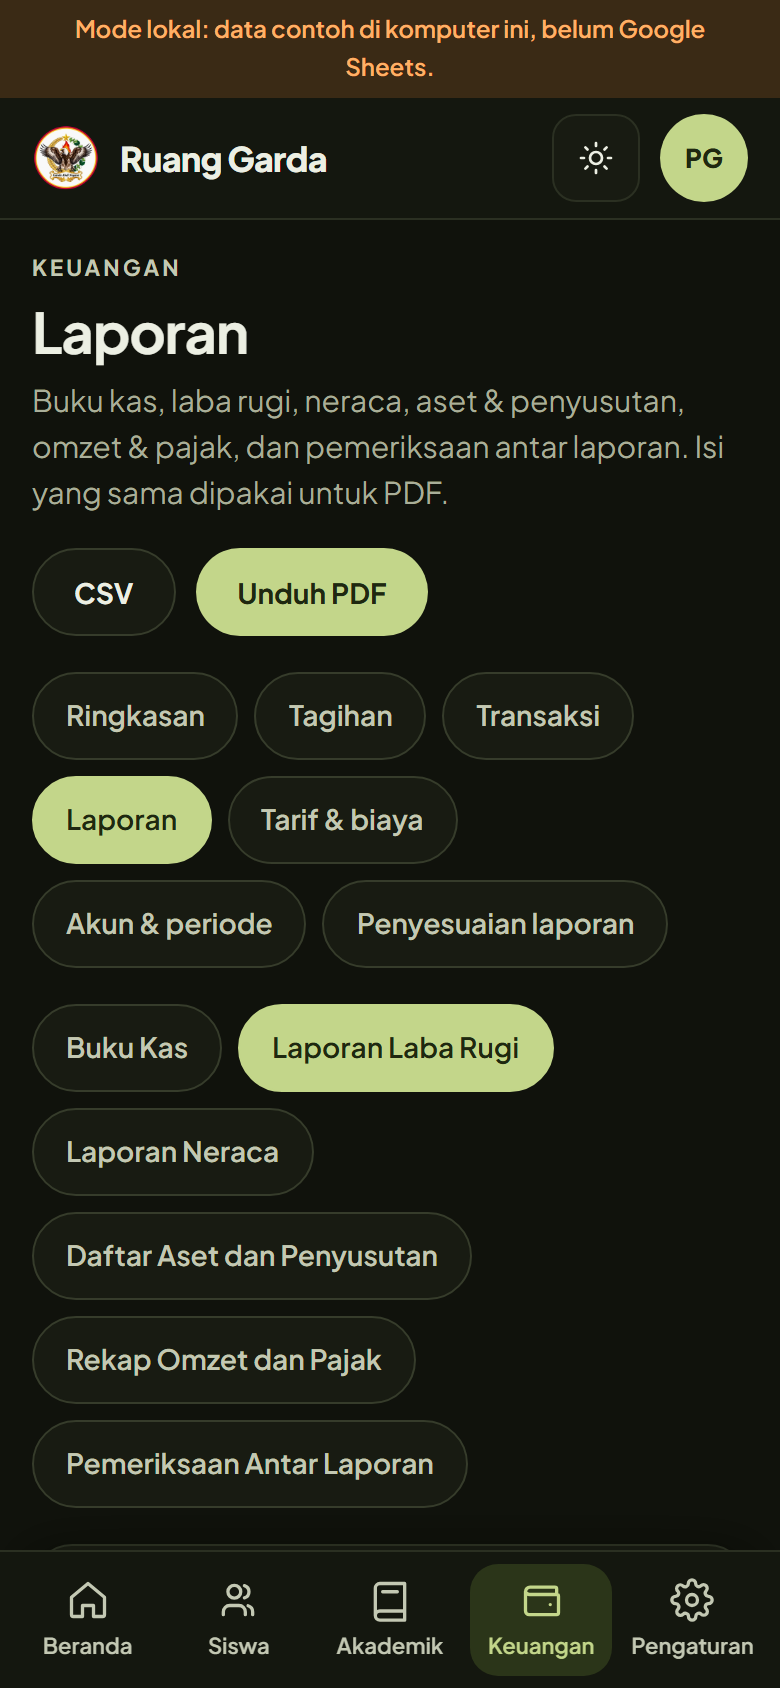 Mode lokal: data contoh di komputer ini, belum Google
Sheets.
Ruang Garda
PG
KEUANGAN
Laporan
Buku kas, laba rugi, neraca, aset & penyusutan,
omzet & pajak, dan pemeriksaan antar laporan. Isi
yang sama dipakai untuk PDF.
CSV
Unduh PDF
Ringkasan
Tagihan
Transaksi
Laporan
Tarif & biaya
Akun & periode
Penyesuaian laporan
Buku Kas
Laporan Laba Rugi
Laporan Neraca
Daftar Aset dan Penyusutan
Rekap Omzet dan Pajak
Pemeriksaan Antar Laporan
Beranda
Siswa
Akademik
Keuangan
Pengaturan